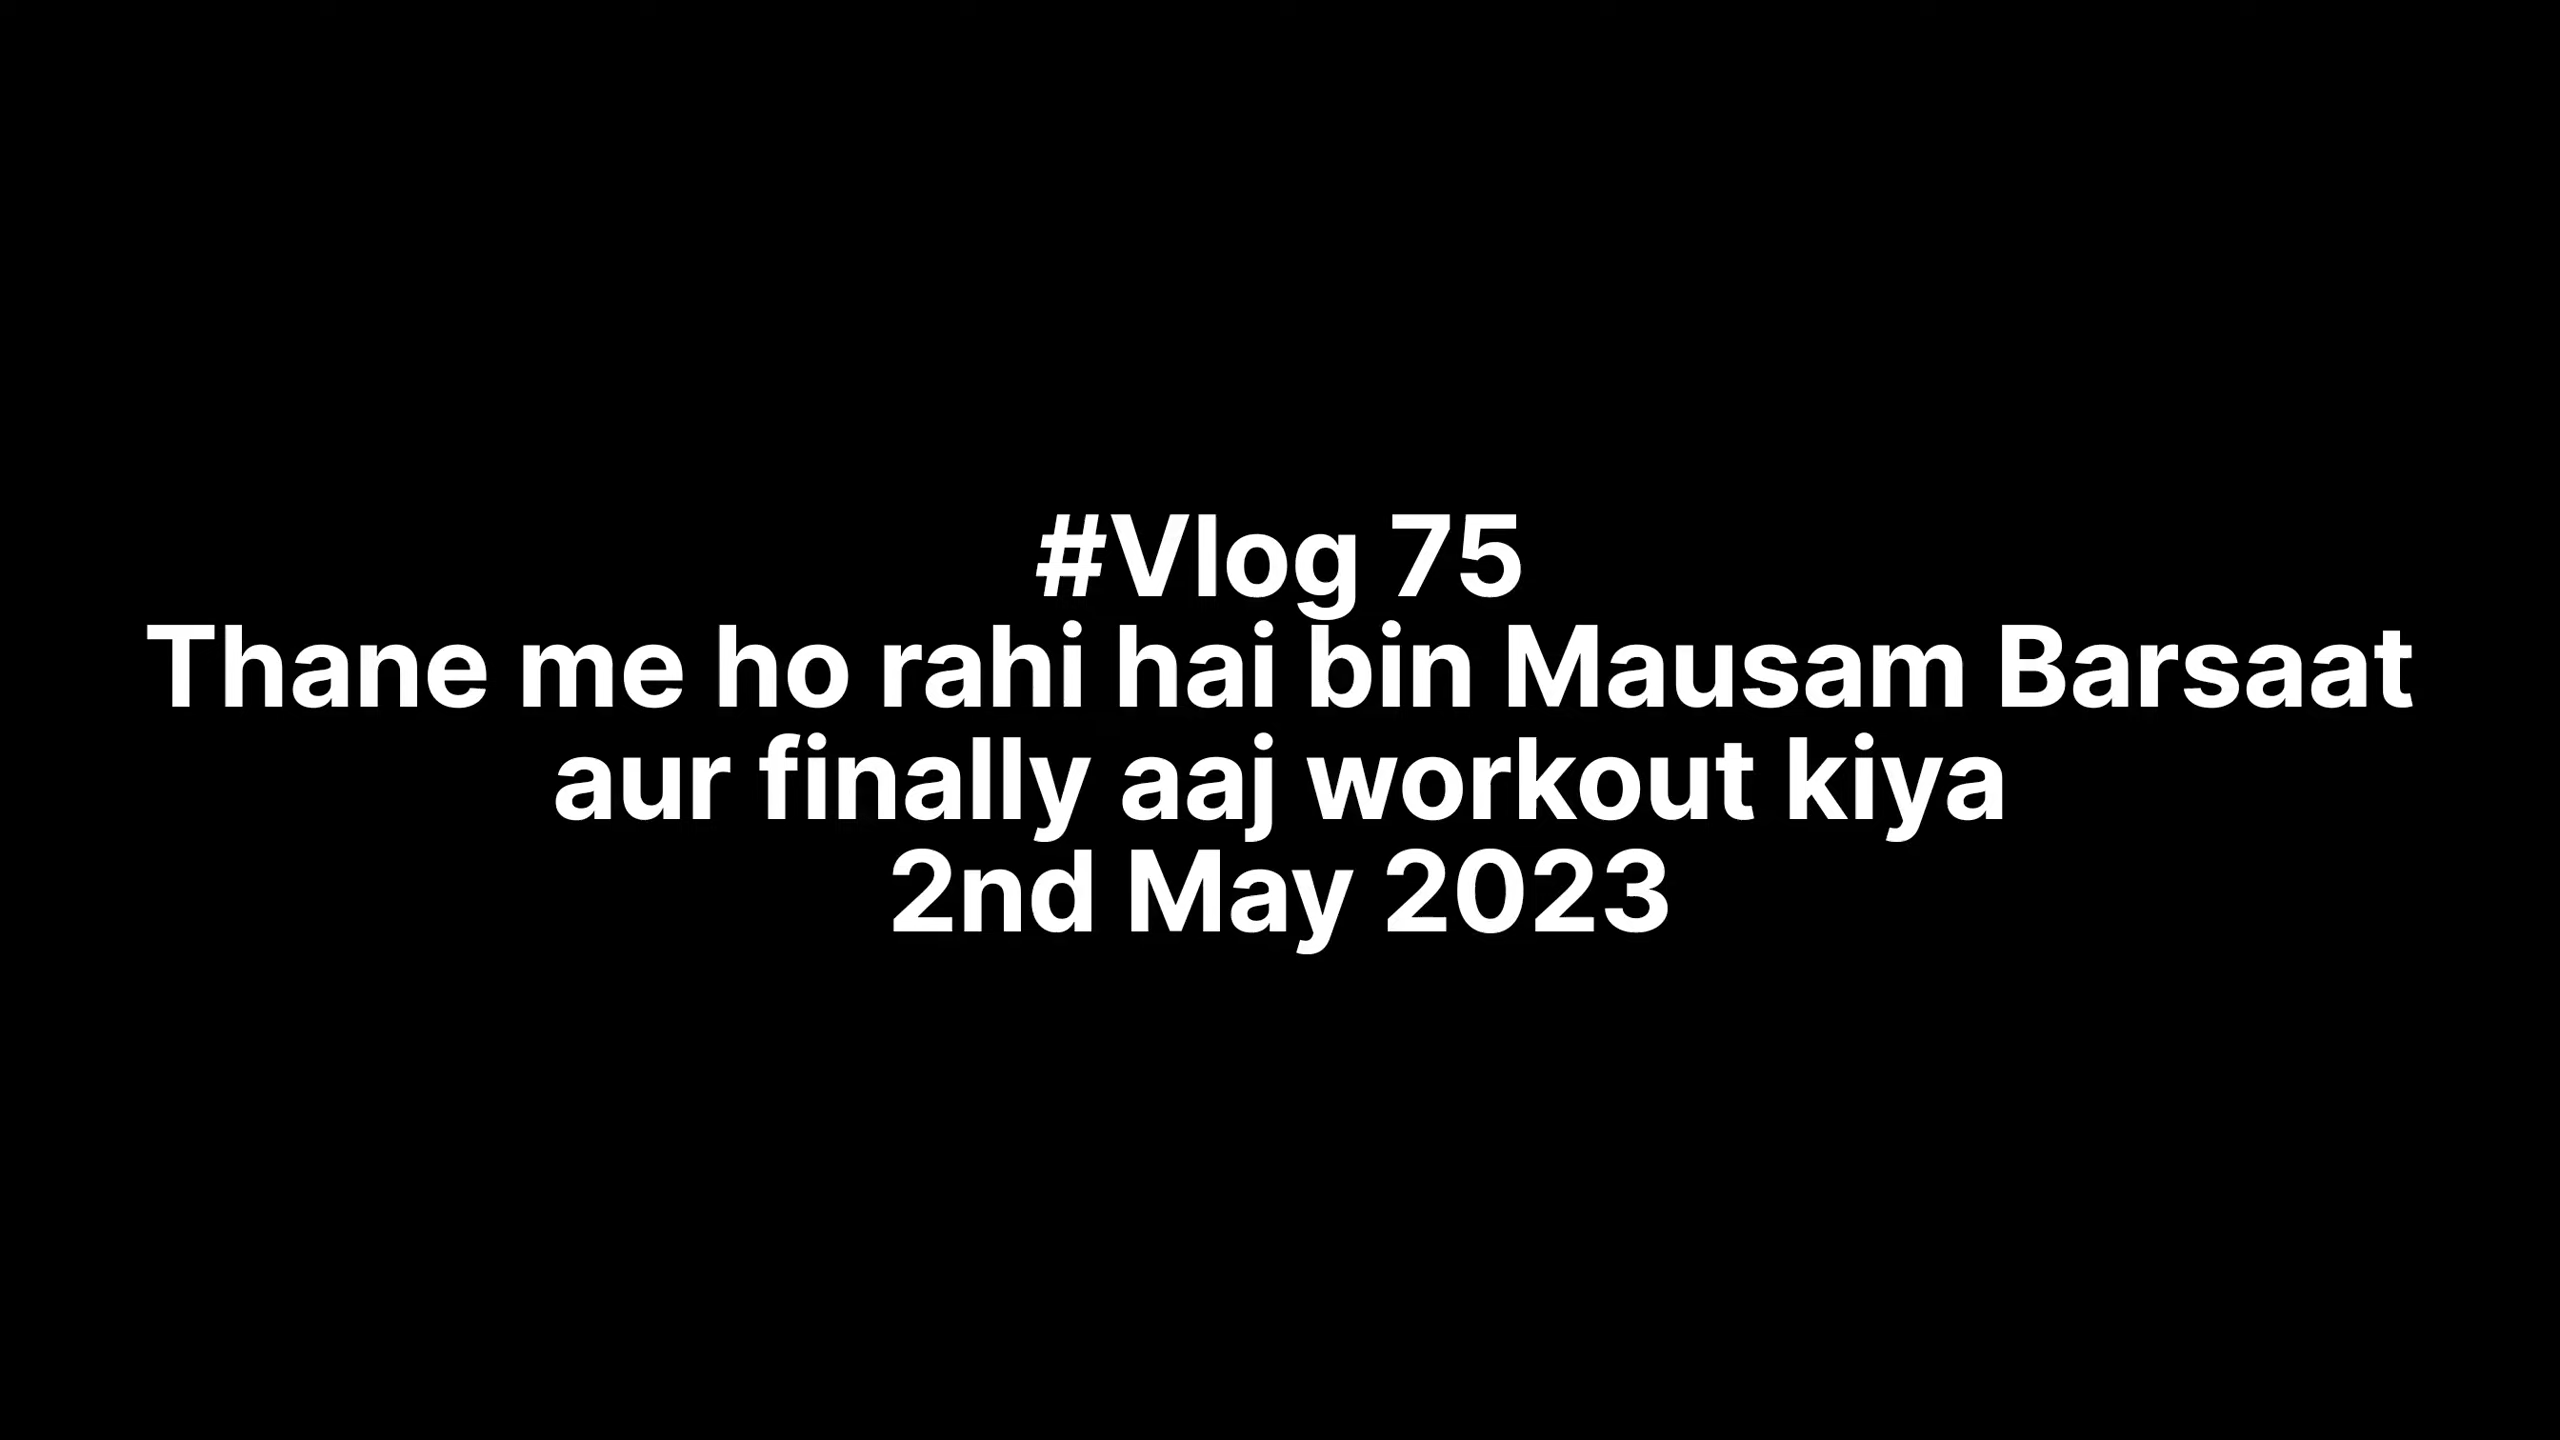 #Vlog 75
Thane me ho rahi hai bin Mausam Barsaat
aur finally aaj workout kiya
2nd May 2023